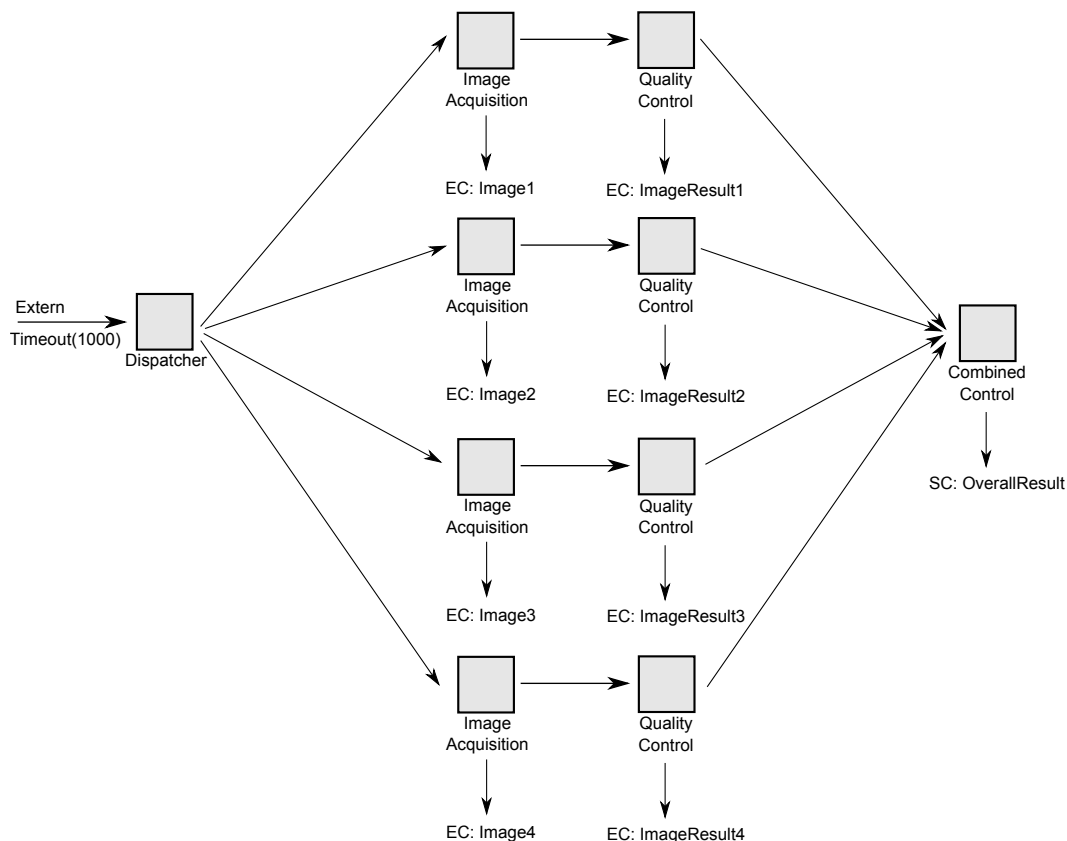 Image
Acquisition
Quality
Control
EC: Image1
EC: ImageResult1
Image
Acquisition
Quality
Control
Extern
Timeout(1000)
Dispatcher
EC: Image2
EC: ImageResult2
Combined
Control
Image
Acquisition
Quality
Control
SC: OverallResult
EC: Image3
EC: ImageResult3
Image
Acquisition
Quality
Control
EC: Image4
EC: ImageResult4